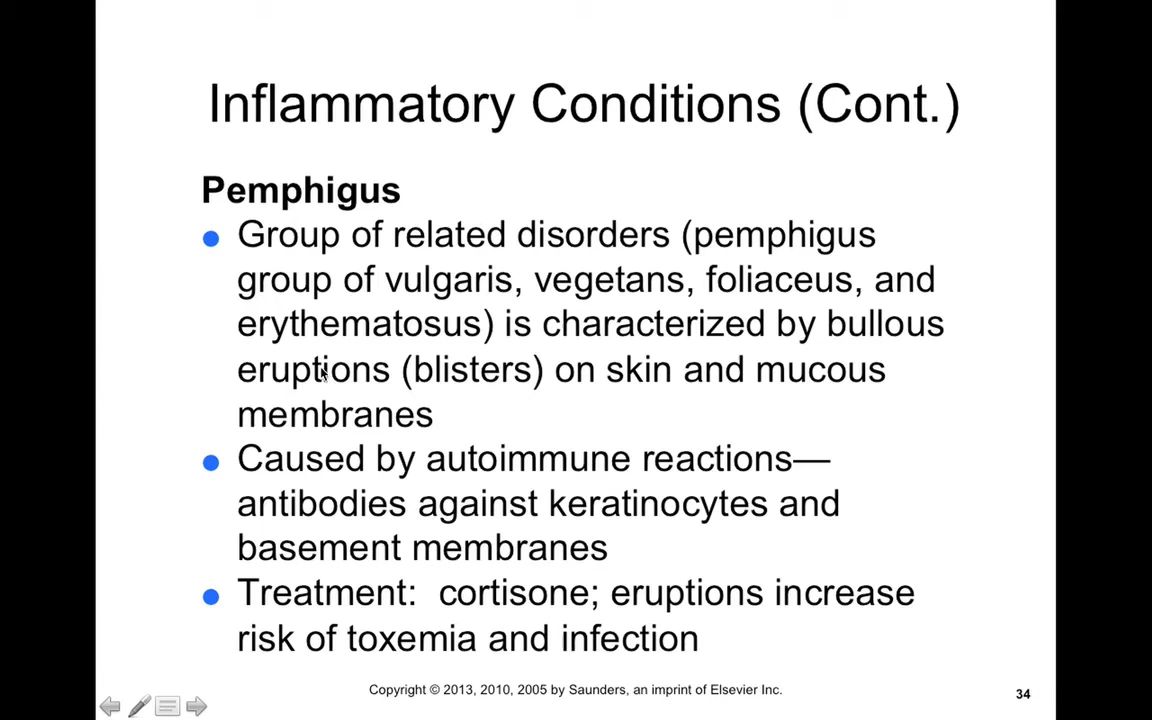 Inflammatory Conditions (Cont.)
Pemphigus
● Group of related disorders (pemphigus
group of vulgaris, vegetans, foliaceus, and
erythematosus) is characterized by bullous
eruptions (blisters) on skin and mucous
membranes
● Caused by autoimmune reactions—
antibodies against keratinocytes and
basement membranes
● Treatment:  cortisone; eruptions increase
risk of toxemia and infection
Copyright © 2013, 2010, 2005 by Saunders, an imprint of Elsevier Inc.
34